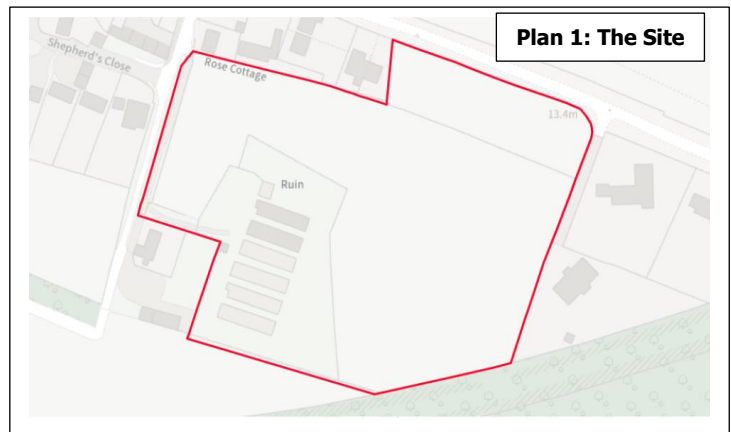 Plan 1: The Site
Shepherd's Close
Rose Cottage
13.4m
Ruin